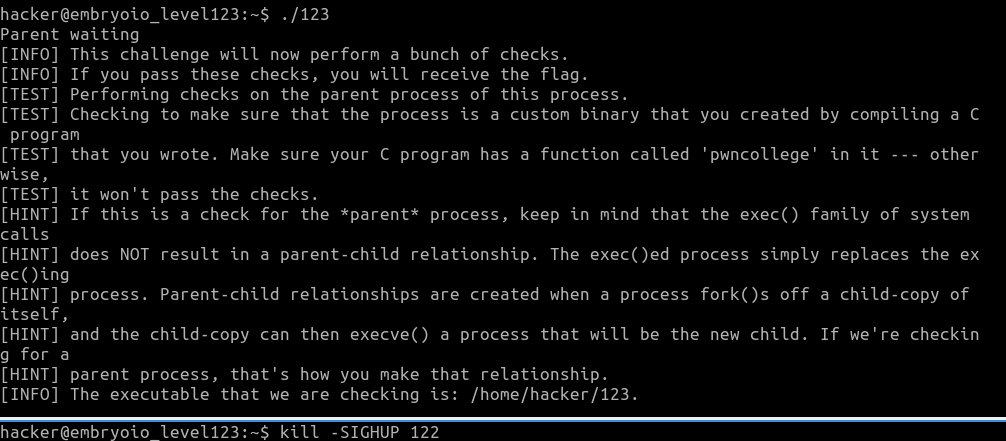 hacker@embryoio_level123:~$ ./123
Parent waiting
[INFO] This challenge will now perform a bunch of checks.
[INFO] If you pass these checks, you will receive the flag.
[TEST] Performing checks on the parent process of this process.
[TEST] Checking to make sure that the process is a custom binary that you created by compiling a C
 program
[TEST] that you wrote. Make sure your C program has a function called 'pwncollege' in it --- other
wise,
[TEST] it won't pass the checks.
[HINT] If this is a check for the *parent* process, keep in mind that the exec() family of system
calls
[HINT] does NOT result in a parent-child relationship. The exec()ed process simply replaces the ex
ec()ing
[HINT] process. Parent-child relationships are created when a process fork()s off a child-copy of
itself,
[HINT] and the child-copy can then execve() a process that will be the new child. If we're checkin
g for a
[HINT] parent process, that's how you make that relationship.
[INFO] The executable that we are checking is: /home/hacker/123.
hacker@embryoio_level123:~$ kill -SIGHUP 122